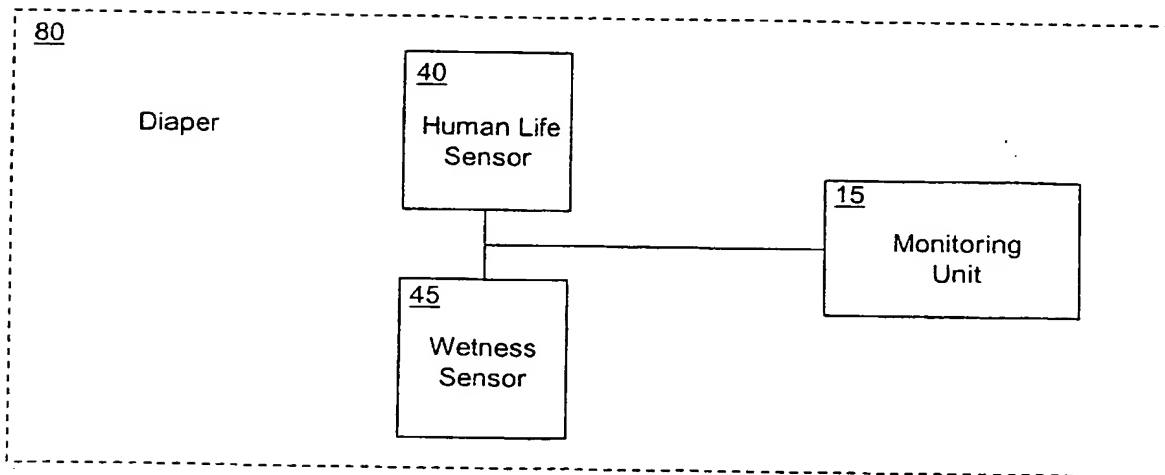 80
Diaper
40
Human Life
Sensor
15
Monitoring
Unit
45
Wetness
Sensor